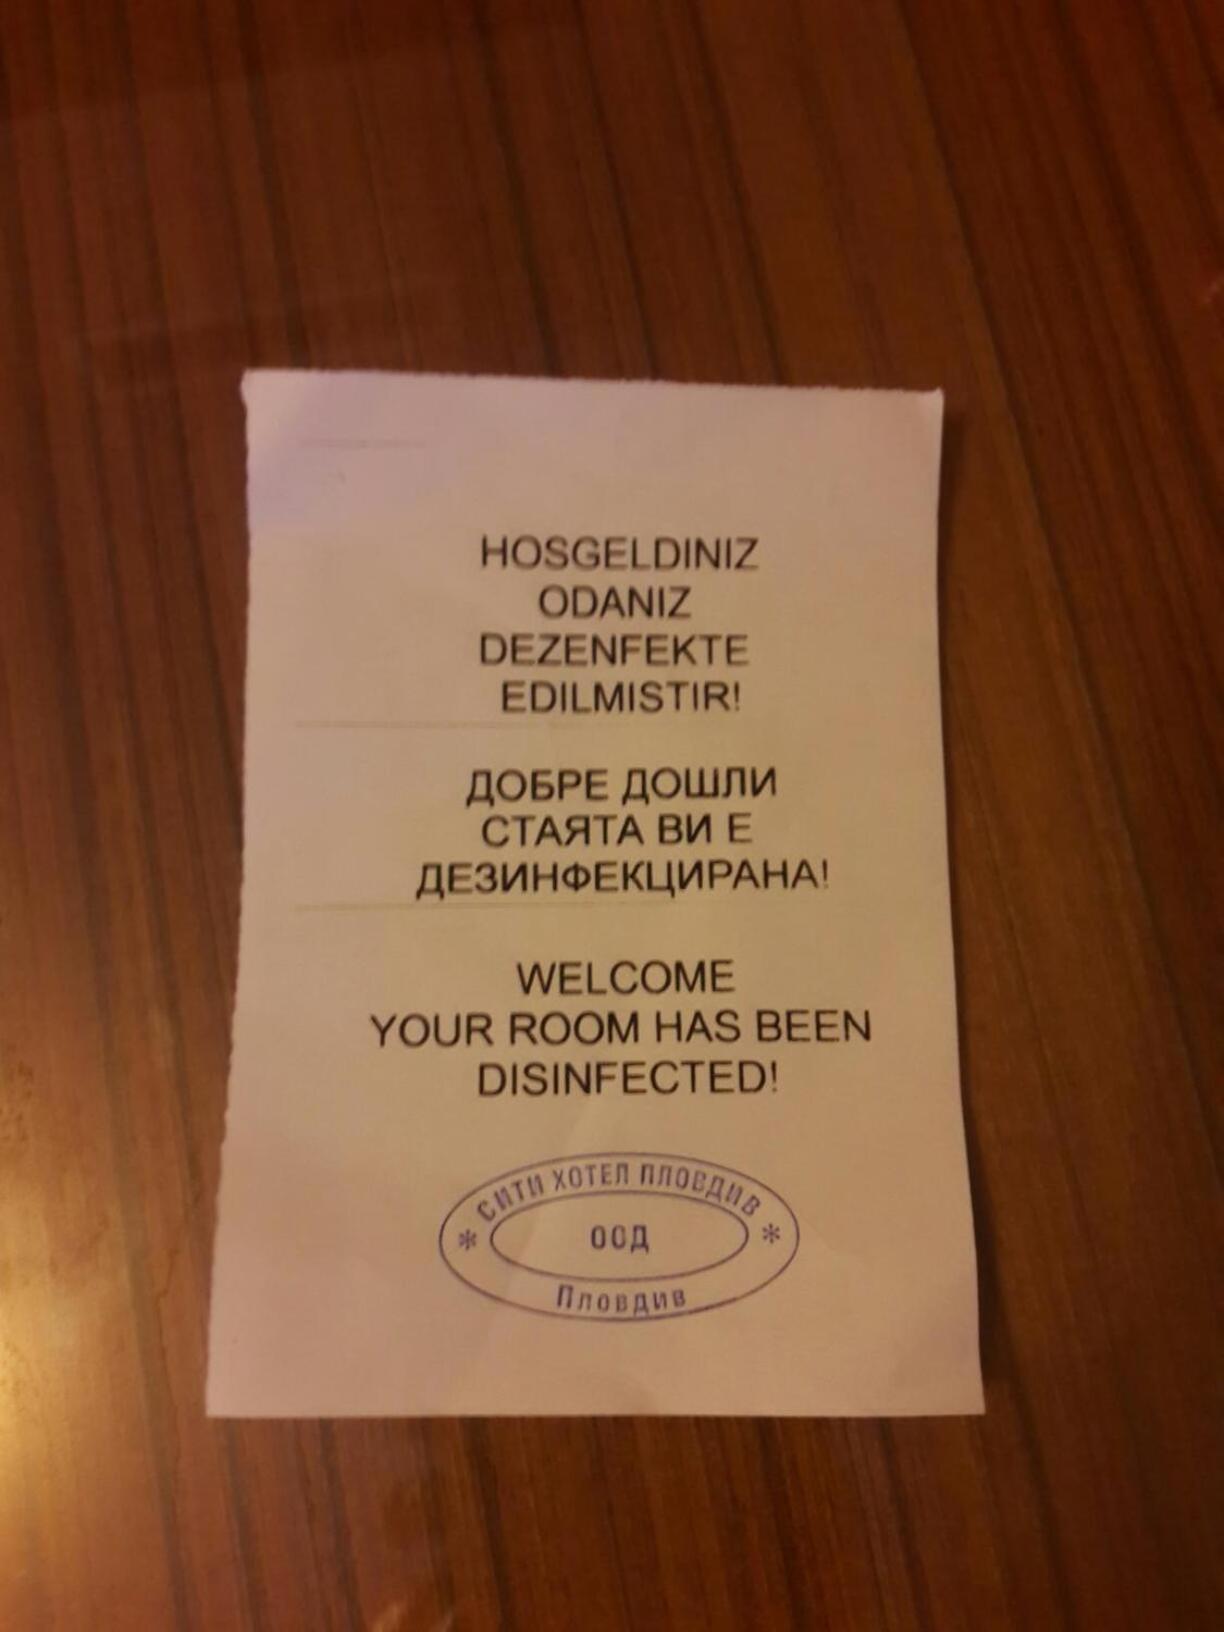 HOSGELDINIZ
ODANIZ
DEZENFEKTE
EDILMISTIR!
ДОБРЕ ДОШЛИ
СТАЯТА ВИ Е
ДЕЗИНФЕКЦИРАНА!
WELCOME
YOUR ROOM HAS BEEN
DISINFECTED!
* СИТИ ХОТЕЛ ПЛОВДИВ *
ООД
Пловдив